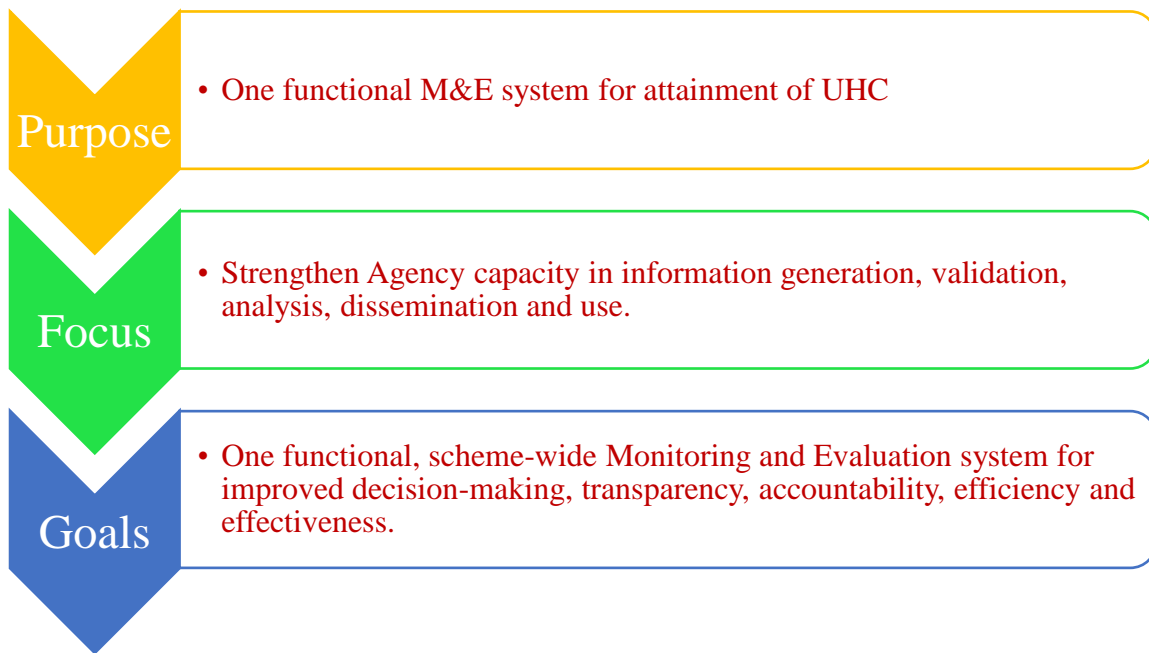 Purpose
• One functional M&E system for attainment of UHC
Focus
• Strengthen Agency capacity in information generation, validation,
analysis, dissemination and use.
Goals
• One functional, scheme-wide Monitoring and Evaluation system for
improved decision-making, transparency, accountability, efficiency and
effectiveness.